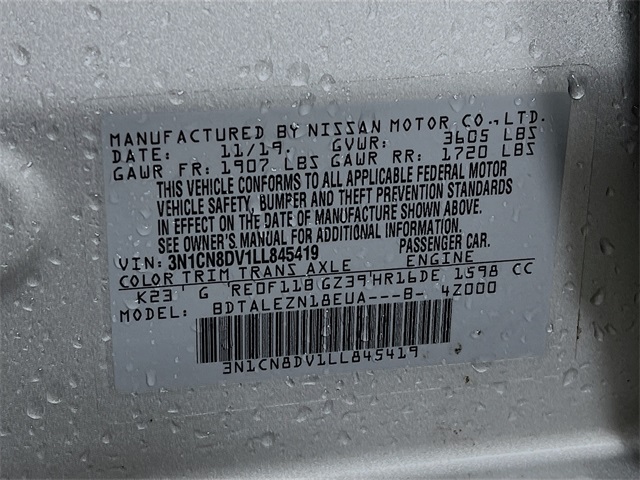 MANUFACTURED BY NISSAN MOTOR CO.,LTD.
DATE: 11/19. GVWR: 3605 LBS
GAWR FR: 1907 LBS GAWR RR: 1720 LBS
THIS VEHICLE CONFORMS TO ALL APPLICABLE FEDERAL MOTOR
VEHICLE SAFETY, BUMPER AND THEFT PREVENTION STANDARDS
IN EFFECT ON THE DATE OF MANUFACTURE SHOWN ABOVE.
SEE OWNER'S MANUAL FOR ADDITIONAL INFORMATION.
VIN: 3N1CN8DV1LL845419 PASSENGER CAR.
COLOR TRIM TRANS AXLE ENGINE
K23 G RE0F11B GZ39 HR16DE 1598 CC
MODEL: BDTALEZN18EUA---B- 4Z000
3N1CN8DV1LL845419